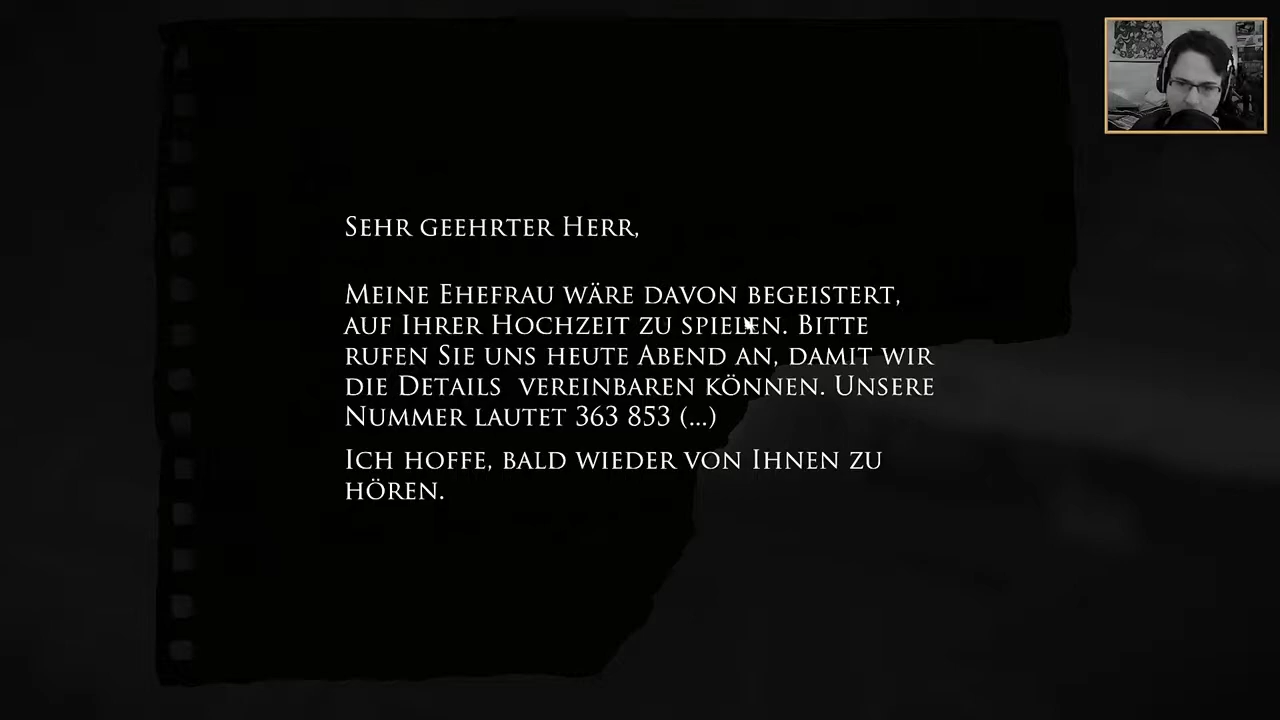 Sehr geehrter Herr,
Meine Ehefrau wäre davon begeistert,
auf Ihrer Hochzeit zu spielen. Bitte
rufen Sie uns heute Abend an, damit wir
die Details  vereinbaren können. Unsere
Nummer lautet 363 853 (...)
Ich hoffe, bald wieder von Ihnen zu
hören.